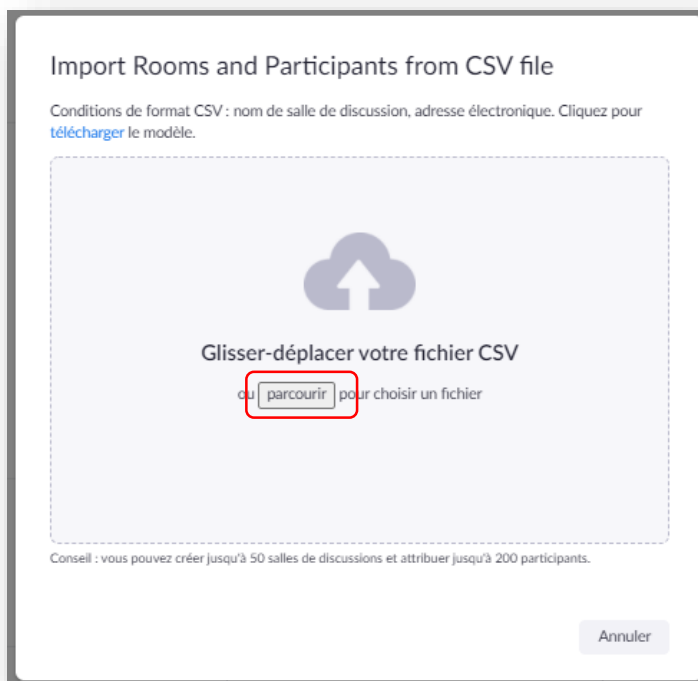 Import Rooms and Participants from CSV file
Conditions de format CSV : nom de salle de discussion, adresse électronique. Cliquez pour
télécharger le modèle.
Glisser-déplacer votre fichier CSV
ou parcourir pour choisir un fichier
Conseil : vous pouvez créer jusqu'à 50 salles de discussions et attribuer jusqu'à 200 participants.
Annuler